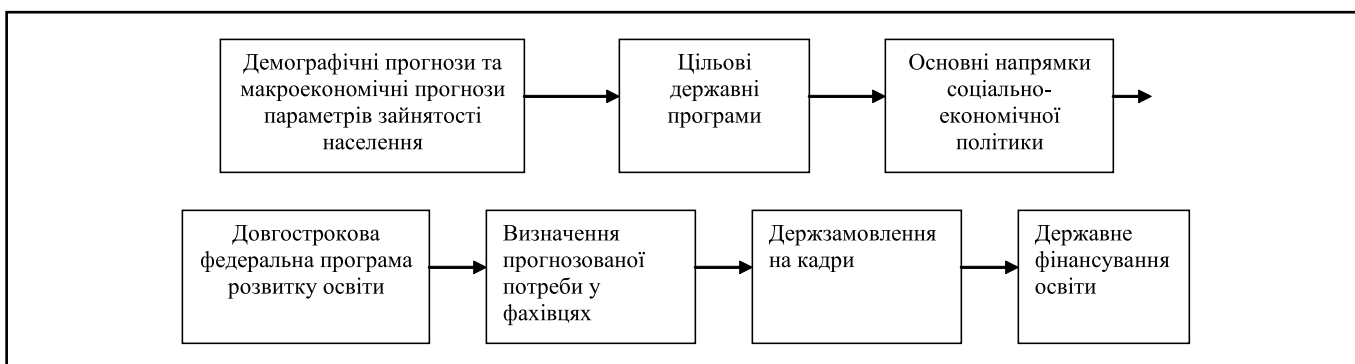 Демографічні прогнози та
макроекономічні прогнози
параметрів зайнятості
населення
Цільові
державні
програми
Основні напрямки
соціально-
економічної
політики
Довгострокова
федеральна програма
розвитку освіти
Визначення
прогнозованої
потреби у
фахівцях
Держзамовлення
на кадри
Державне
фінансування
освіти